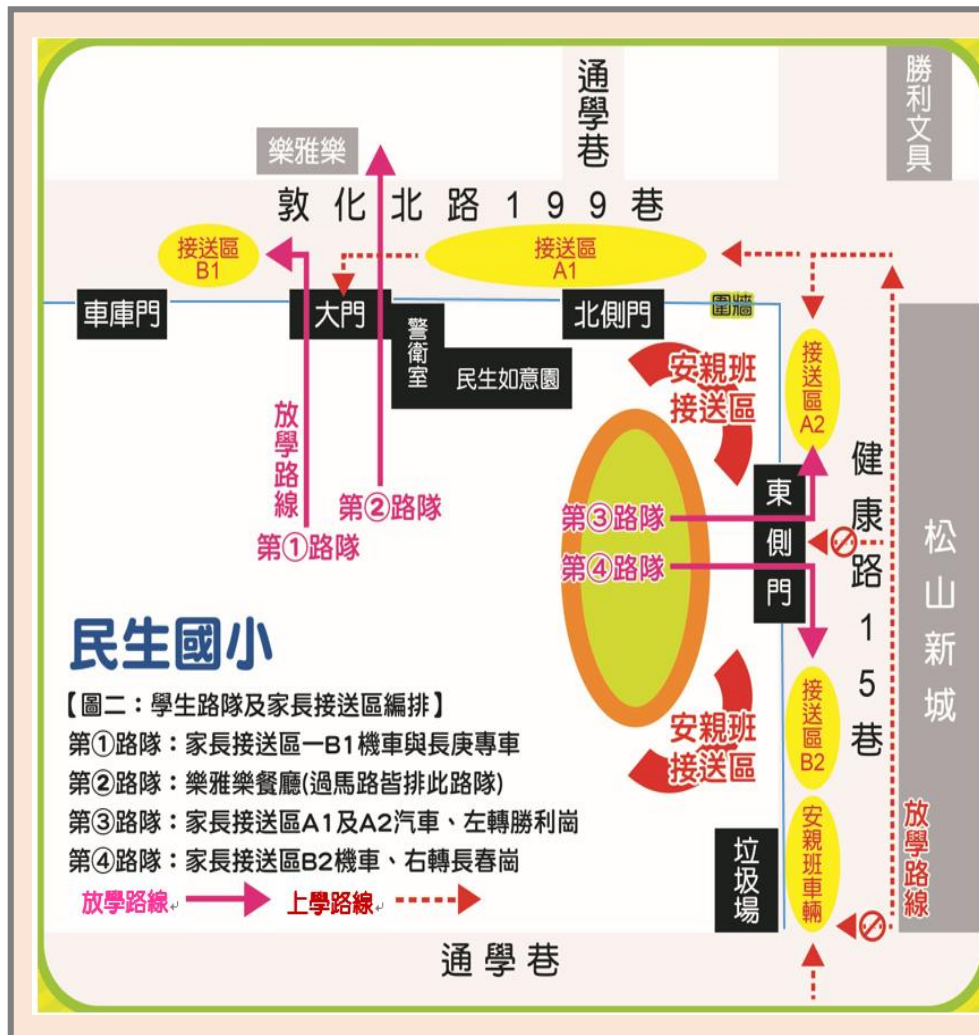 通學巷
勝利文具
樂雅樂
敦化北路199巷
接送區
B1
接送區
A1
車庫門
大門
北側門
圍牆
警衛室
民生如意園
安親班
接送區
接送區
A2
放學路線
第②路隊
第①路隊
第③路隊
第④路隊
東側門
健康路15巷
松山新城
民生國小
【圖二：學生路隊及家長接送區編排】
第①路隊：家長接送區一B1機車與長庚專車
第②路隊：樂雅樂餐廳(過馬路皆排此路隊)
第③路隊：家長接送區A1及A2汽車、左轉勝利崗
第④路隊：家長接送區B2機車、右轉長春崗
放學路線
上學路線
安親班
接送區
接送區
B2
安親班車輛
放學路線
垃圾場
通學巷